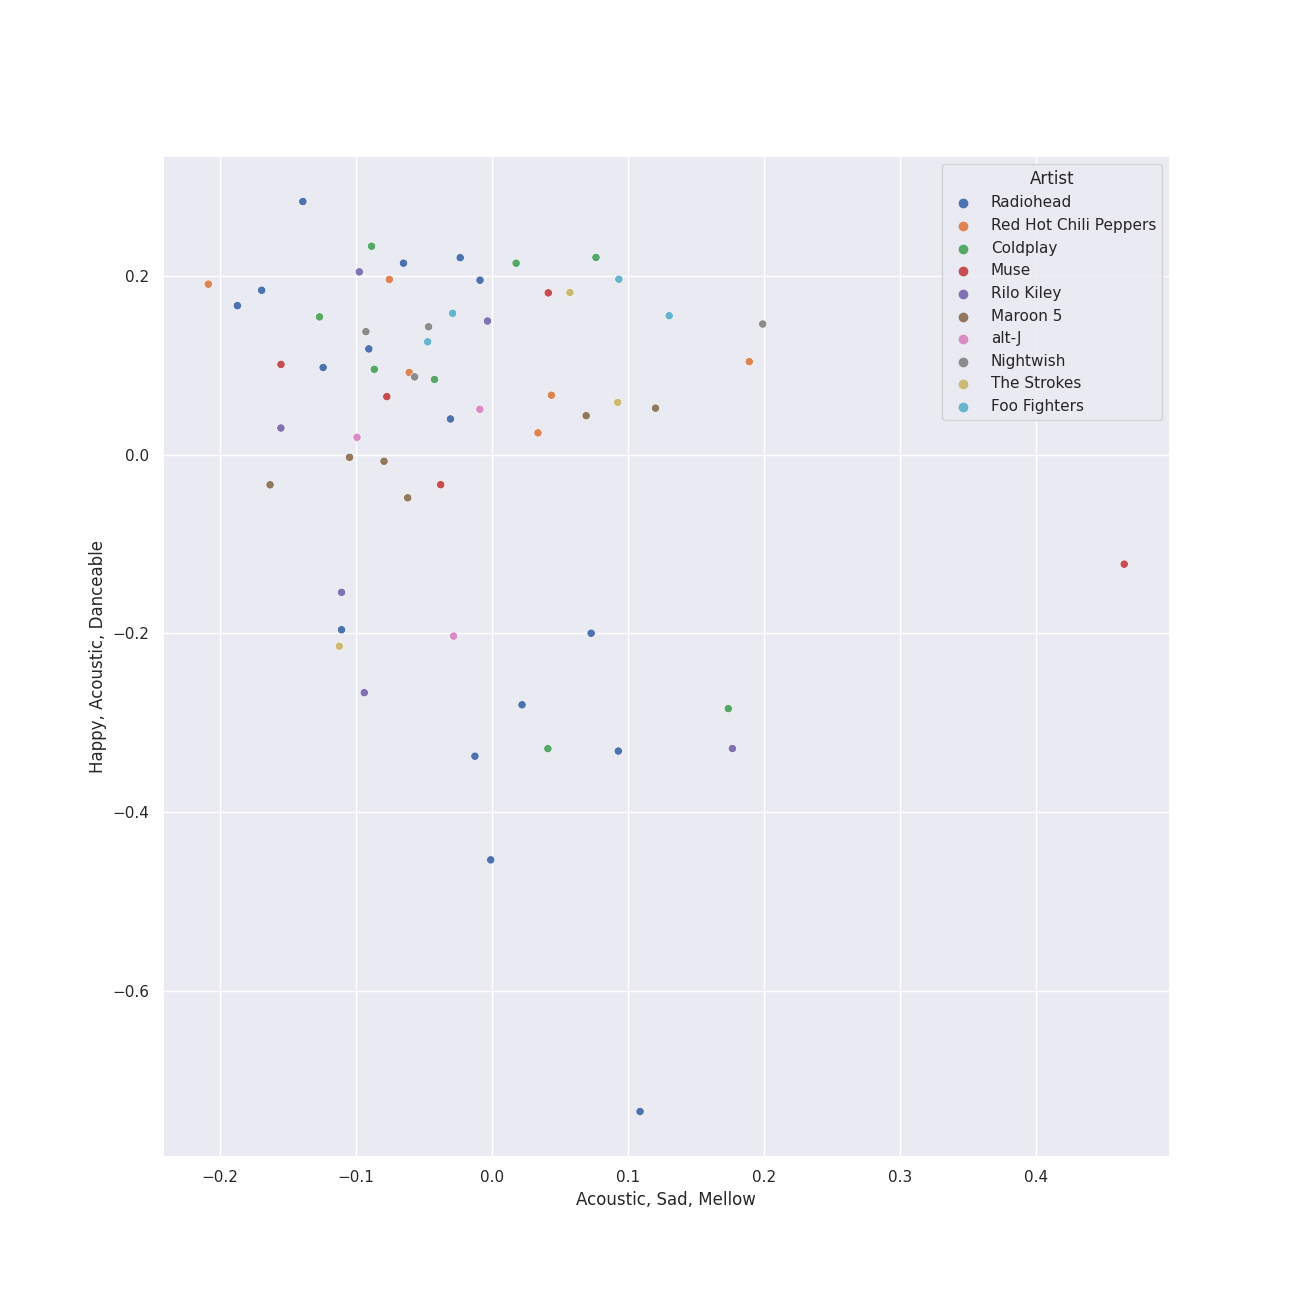 Artist
Radiohead
Red Hot Chili Peppers
Coldplay
Muse
Rilo Kiley
Maroon 5
alt-J
Nightwish
The Strokes
Foo Fighters
Happy, Acoustic, Danceable
0.2
0.0
−0.2
−0.4
−0.6
−0.2 −0.1 0.0 0.1 0.2 0.3 0.4
Acoustic, Sad, Mellow